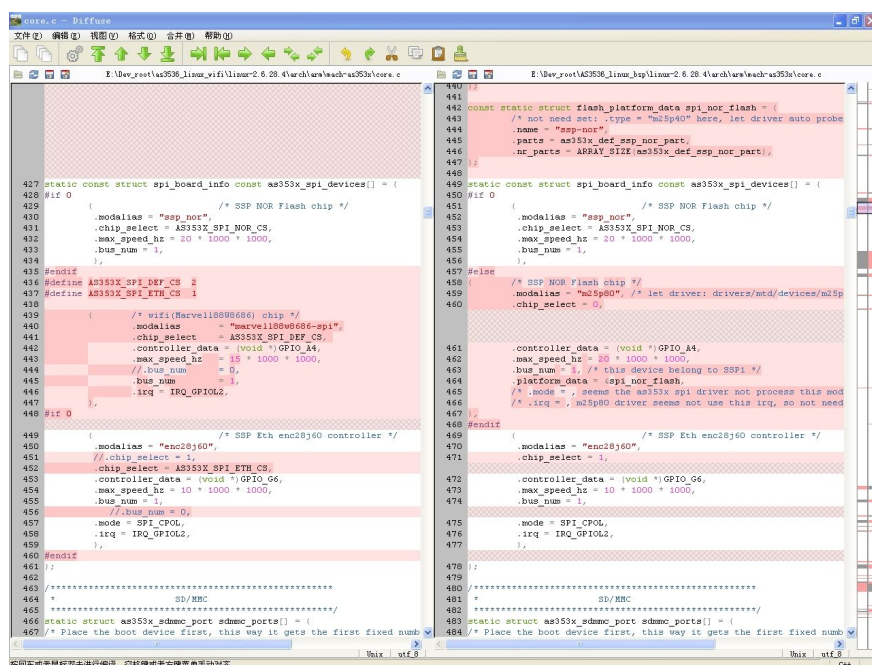 core.c - Diffuse
文件(F) 编辑(E) 视图(V) 格式(O) 合并(M) 帮助(H)
E:\Dev_root\as3536_linux_wifi\linux-2.6.28.4\arch\arm\mach-as353x\core.c
427 static const struct spi_board_info const as353x_spi_devices[] = {
428 #if 0
429 { /* SSP NOR Flash chip */
430 .modalias = "ssp_nor",
431 .chip_select = AS353X_SPI_NOR_CS,
432 .max_speed_hz = 20 * 1000 * 1000,
433 .bus_num = 1,
434 },
435 #endif
436 #define AS353X_SPI_DEF_CS 2
437 #define AS353X_SPI_ETH_CS 1
438
439 { /* wifi(Marvell88W8686) chip */
440 .modalias = "marvell88w8686-spi",
441 .chip_select = AS353X_SPI_DEF_CS,
442 .controller_data = (void *)GPIO_A4,
443 .max_speed_hz = 15 * 1000 * 1000,
444 //.bus_num = 0,
445 .bus_num = 1,
446 .irq = IRQ_GPIOL2,
447 },
448 #if 0
449 { /* SSP Eth enc28j60 controller */
450 .modalias = "enc28j60",
451 //.chip_select = 1,
452 .chip_select = AS353X_SPI_ETH_CS,
453 .controller_data = (void *)GPIO_G6,
454 .max_speed_hz = 10 * 1000 * 1000,
455 .bus_num = 1,
456 //.bus_num = 0,
457 .mode = SPI_CPOL,
458 .irq = IRQ_GPIOL2,
459 },
460 #endif
461 };
462
463 /****************************************************
464 * SD/MMC
465 ****************************************************/
466 static struct as353x_sdmmc_port sdmmc_ports[] = {
467 /* Place the boot device first, this way it gets the first fixed numb
Unix utf_8
E:\Dev_root\AS3536_linux_bsp\linux-2.6.28.4\arch\arm\mach-as353x\core.c
440 };
441
442 const static struct flash_platform_data spi_nor_flash = {
443 /* not need set: .type = "m25p40" here, let driver auto probe
444 .name = "ssp-nor",
445 .parts = as353x_def_ssp_nor_part,
446 .nr_parts = ARRAY_SIZE(as353x_def_ssp_nor_part),
447 };
448
449 static const struct spi_board_info const as353x_spi_devices[] = {
450 #if 0
451 { /* SSP NOR Flash chip */
452 .modalias = "ssp_nor",
453 .chip_select = AS353X_SPI_NOR_CS,
454 .max_speed_hz = 20 * 1000 * 1000,
455 .bus_num = 1,
456 },
457 #else
458 { /* SSP NOR Flash chip */
459 .modalias = "m25p80", /* let driver: drivers/mtd/devices/m25p
460 .chip_select = 0,
461 .controller_data = (void *)GPIO_A4,
462 .max_speed_hz = 20 * 1000 * 1000,
463 .bus_num = 1, /* this device belong to SSP1 */
464 .platform_data = &spi_nor_flash,
465 /* .mode = , seems the as353x spi driver not process this mod
466 /* .irq = , m25p80 driver seems not use this irq, so not need
467 },
468 #endif
469 { /* SSP Eth enc28j60 controller */
470 .modalias = "enc28j60",
471 .chip_select = 1,
472 .controller_data = (void *)GPIO_G6,
473 .max_speed_hz = 10 * 1000 * 1000,
474 .bus_num = 1,
475 .mode = SPI_CPOL,
476 .irq = IRQ_GPIOL2,
477 },
478 };
479
480 /****************************************************
481 * SD/MMC
482 ****************************************************/
483 static struct as353x_sdmmc_port sdmmc_ports[] = {
484 /* Place the boot device first, this way it gets the first fixed numb
Unix utf_8
C++